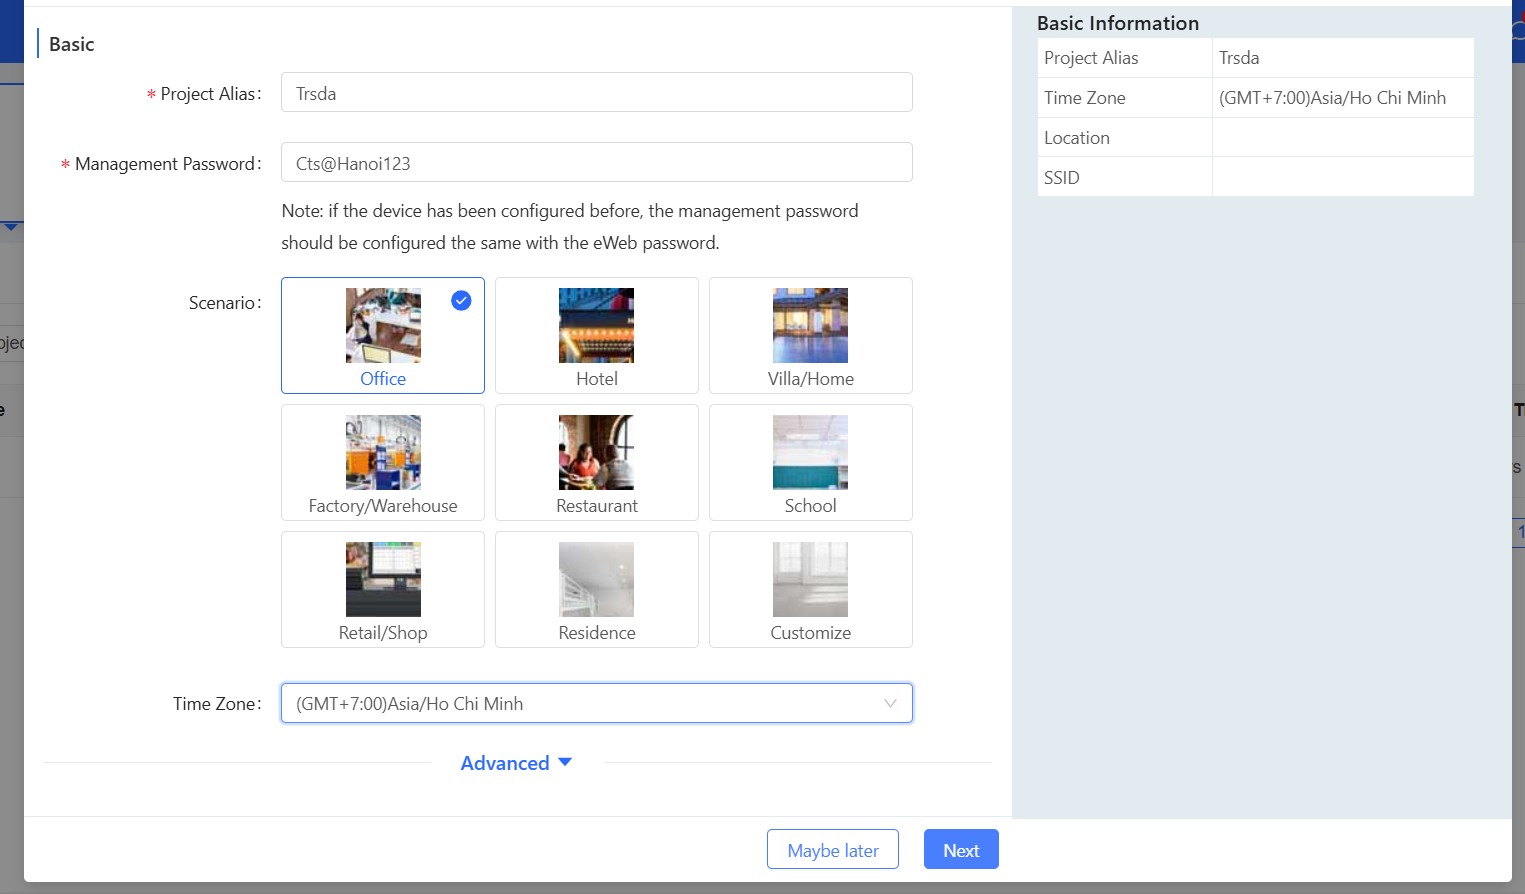 Basic
* Project Alias:
Trsda
* Management Password:
Cts@Hanoi123
Note: if the device has been configured before, the management password
should be configured the same with the eWeb password.
Scenario:
Office
Hotel
Villa/Home
Factory/Warehouse
Restaurant
School
Retail/Shop
Residence
Customize
Time Zone:
(GMT+7:00)Asia/Ho Chi Minh
Advanced
Maybe later
Next
Basic Information
Project Alias
Trsda
Time Zone
(GMT+7:00)Asia/Ho Chi Minh
Location
SSID